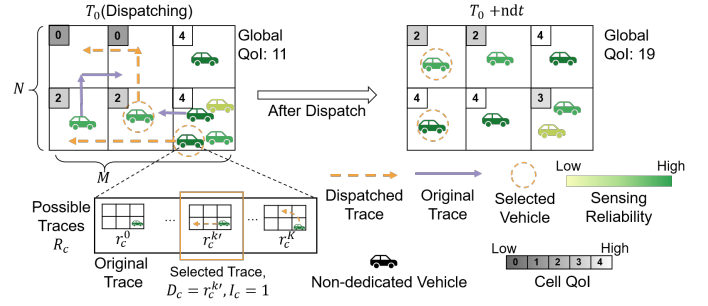 T₀(Dispatching)
T₀ +ndt
0
0
4
Global
QoI: 11
2
2
4
Global
QoI: 19
N
2
2
4
After Dispatch
4
4
3
M
Possible
Traces
R_c
r_c^0
...
r_c^{k′}
...
r_c^K
Original
Trace
Selected Trace,
D_c = r_c^{k′}, l_c = 1
Dispatched
Trace
Original
Trace
Selected
Vehicle
Low
High
Sensing
Reliability
Non-dedicated Vehicle
Low
High
0
1
2
3
4
Cell QoI